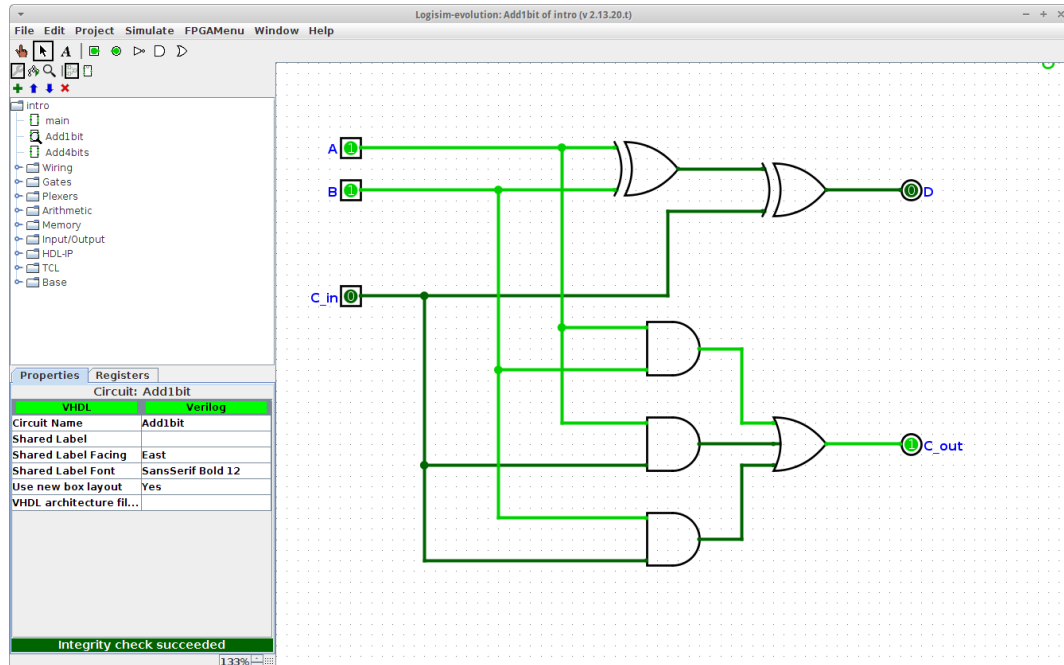 Logisim-evolution: Add1bit of intro (v 2.13.20.t)
File Edit Project Simulate FPGAMenu Window Help
A
intro
main
Add1bit
Add4bits
Wiring
Gates
Plexers
Arithmetic
Memory
Input/Output
HDL-IP
TCL
Base
Properties Registers
Circuit: Add1bit
VHDL Verilog
Circuit Name Add1bit
Shared Label
Shared Label Facing East
Shared Label Font SansSerif Bold 12
Use new box layout Yes
VHDL architecture fil...
Integrity check succeeded
133%
A 1
B 1
0 D
C_in 0
1 C_out